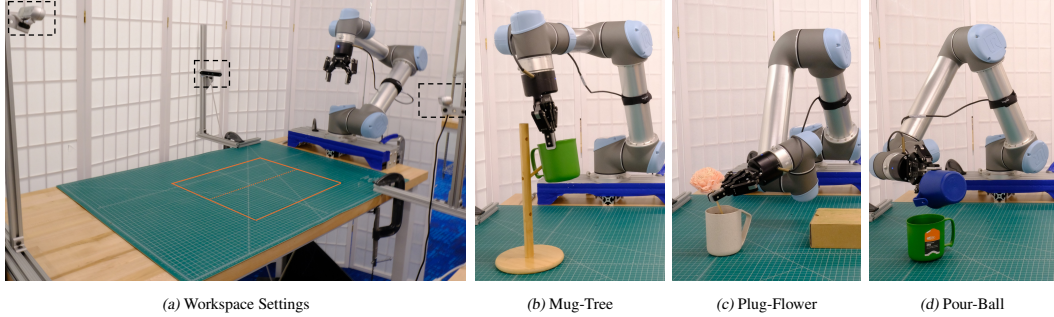 (a) Workspace Settings
(b) Mug-Tree
(c) Plug-Flower
(d) Pour-Ball